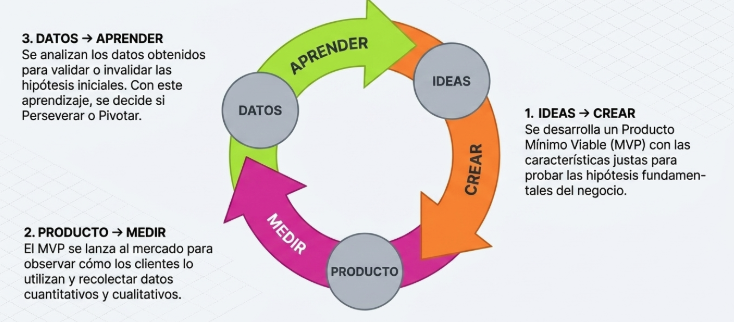 3. DATOS → APRENDER
Se analizan los datos obtenidos
para validar o invalidar las
hipótesis iniciales. Con este
aprendizaje, se decide si
Perseverar o Pivotar.
APRENDER
IDEAS
DATOS
1. IDEAS → CREAR
Se desarrolla un Producto
Mínimo Viable (MVP) con las
características justas para
probar las hipótesis fundamen-
tales del negocio.
CREAR
2. PRODUCTO → MEDIR
El MVP se lanza al mercado para
observar cómo los clientes lo
utilizan y recolectar datos
cuantitativos y cualitativos.
MEDIR
PRODUCTO